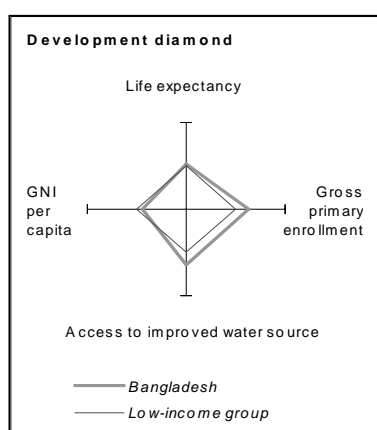 Development diamond
Life expectancy
GNI
per
capita
Gross
primary
enrollment
Access to improved water source
Bangladesh
Low-income group